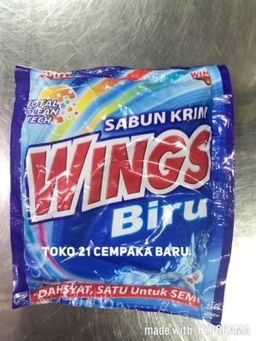 TOTAL
CLEAN
TECH
SABUN KRIM
WINGS
Biru
TOKO 21 CEMPAKA BARU.
DAHSYAT, SATU Untuk SEM
made with